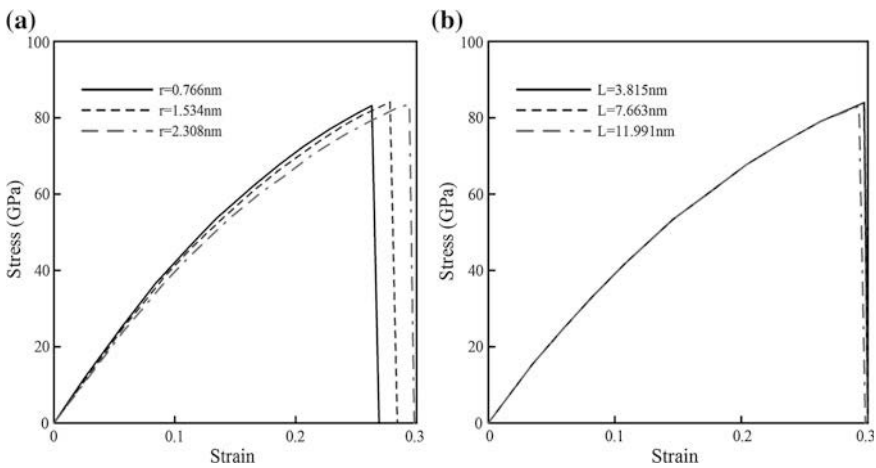 (a)
100
80
60
40
20
0
Stress (GPa)
r=0.766nm
r=1.534nm
r=2.308nm
0
0.1
0.2
0.3
Strain
(b)
100
80
60
40
20
0
Stress (GPa)
L=3.815nm
L=7.663nm
L=11.991nm
0
0.1
0.2
0.3
Strain